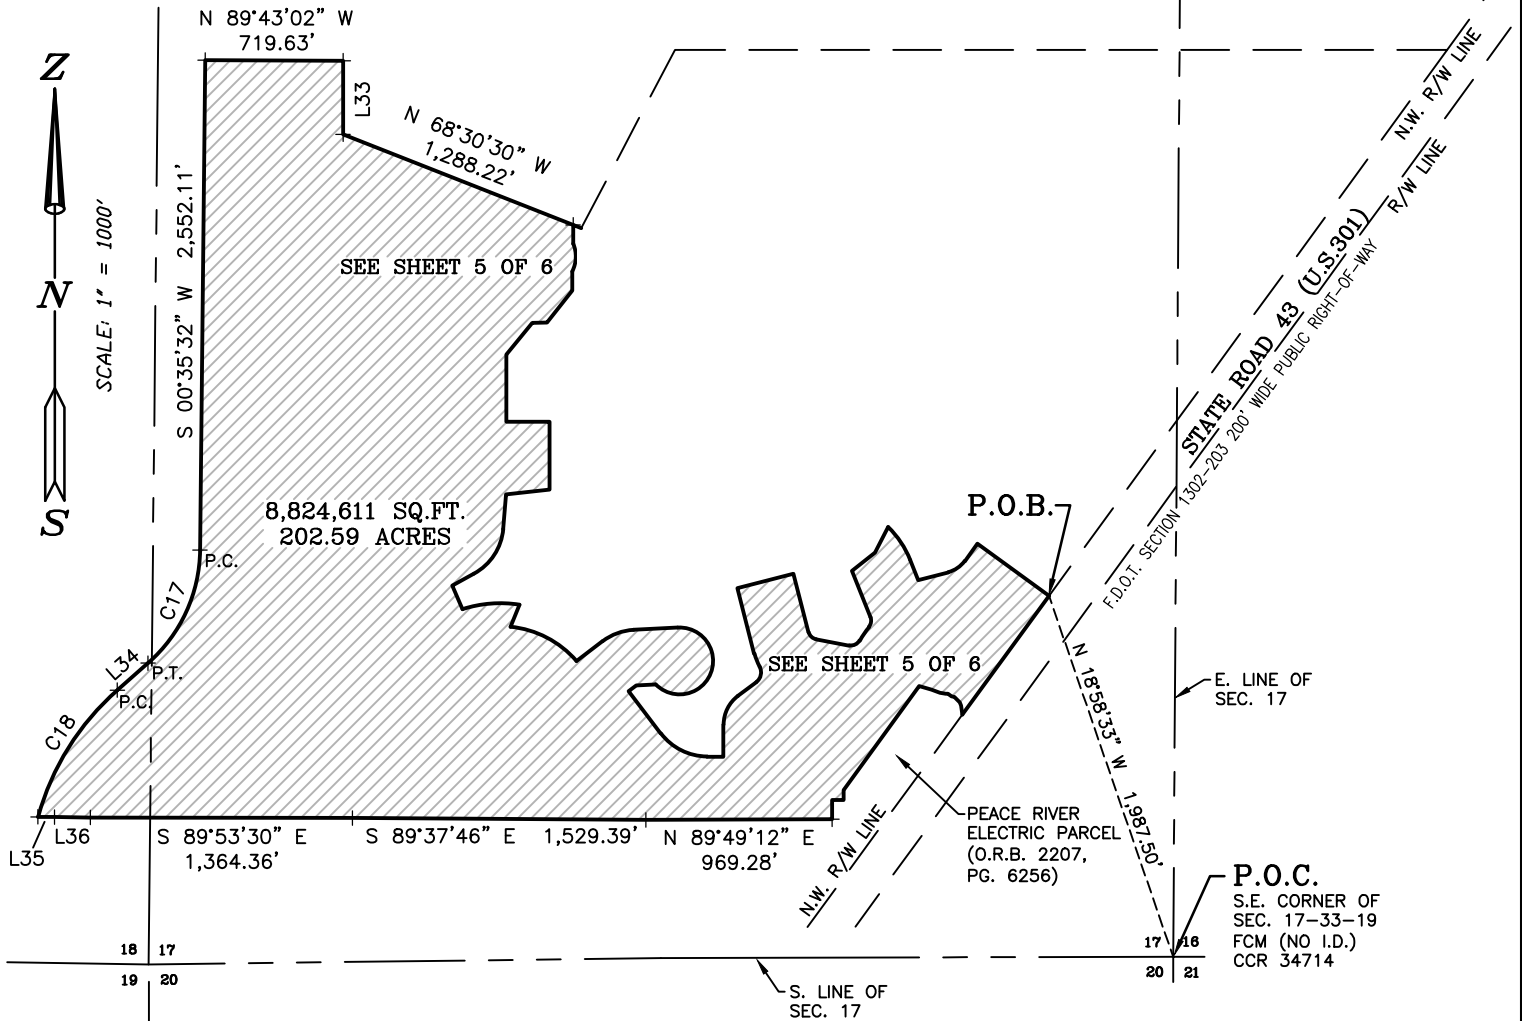 N 89°43'02" W
719.63'
Z
N
S
SCALE: 1" = 1000'
L33
N 68°30'30" W
1,288.22'
S 00°35'32" W 2,552.11'
SEE SHEET 5 OF 6
8,824,611 SQ.FT.
202.59 ACRES
P.C.
C17
L34
P.T.
P.C.
C18
L35
L36
S 89°53'30" E
1,364.36'
S 89°37'46" E 1,529.39'
N 89°49'12" E
969.28'
SEE SHEET 5 OF 6
P.O.B.
N.W. R/W LINE
R/W LINE
STATE ROAD 43 (U.S.301)
F.D.O.T. SECTION 1302-203 200' WIDE PUBLIC RIGHT-OF-WAY
N 18°58'33" W 1,987.50'
E. LINE OF
SEC. 17
N.W. R/W LINE
PEACE RIVER
ELECTRIC PARCEL
(O.R.B. 2207,
PG. 6256)
P.O.C.
S.E. CORNER OF
SEC. 17-33-19
FCM (NO I.D.)
CCR 34714
18 17
19 20
17 16
20 21
S. LINE OF
SEC. 17